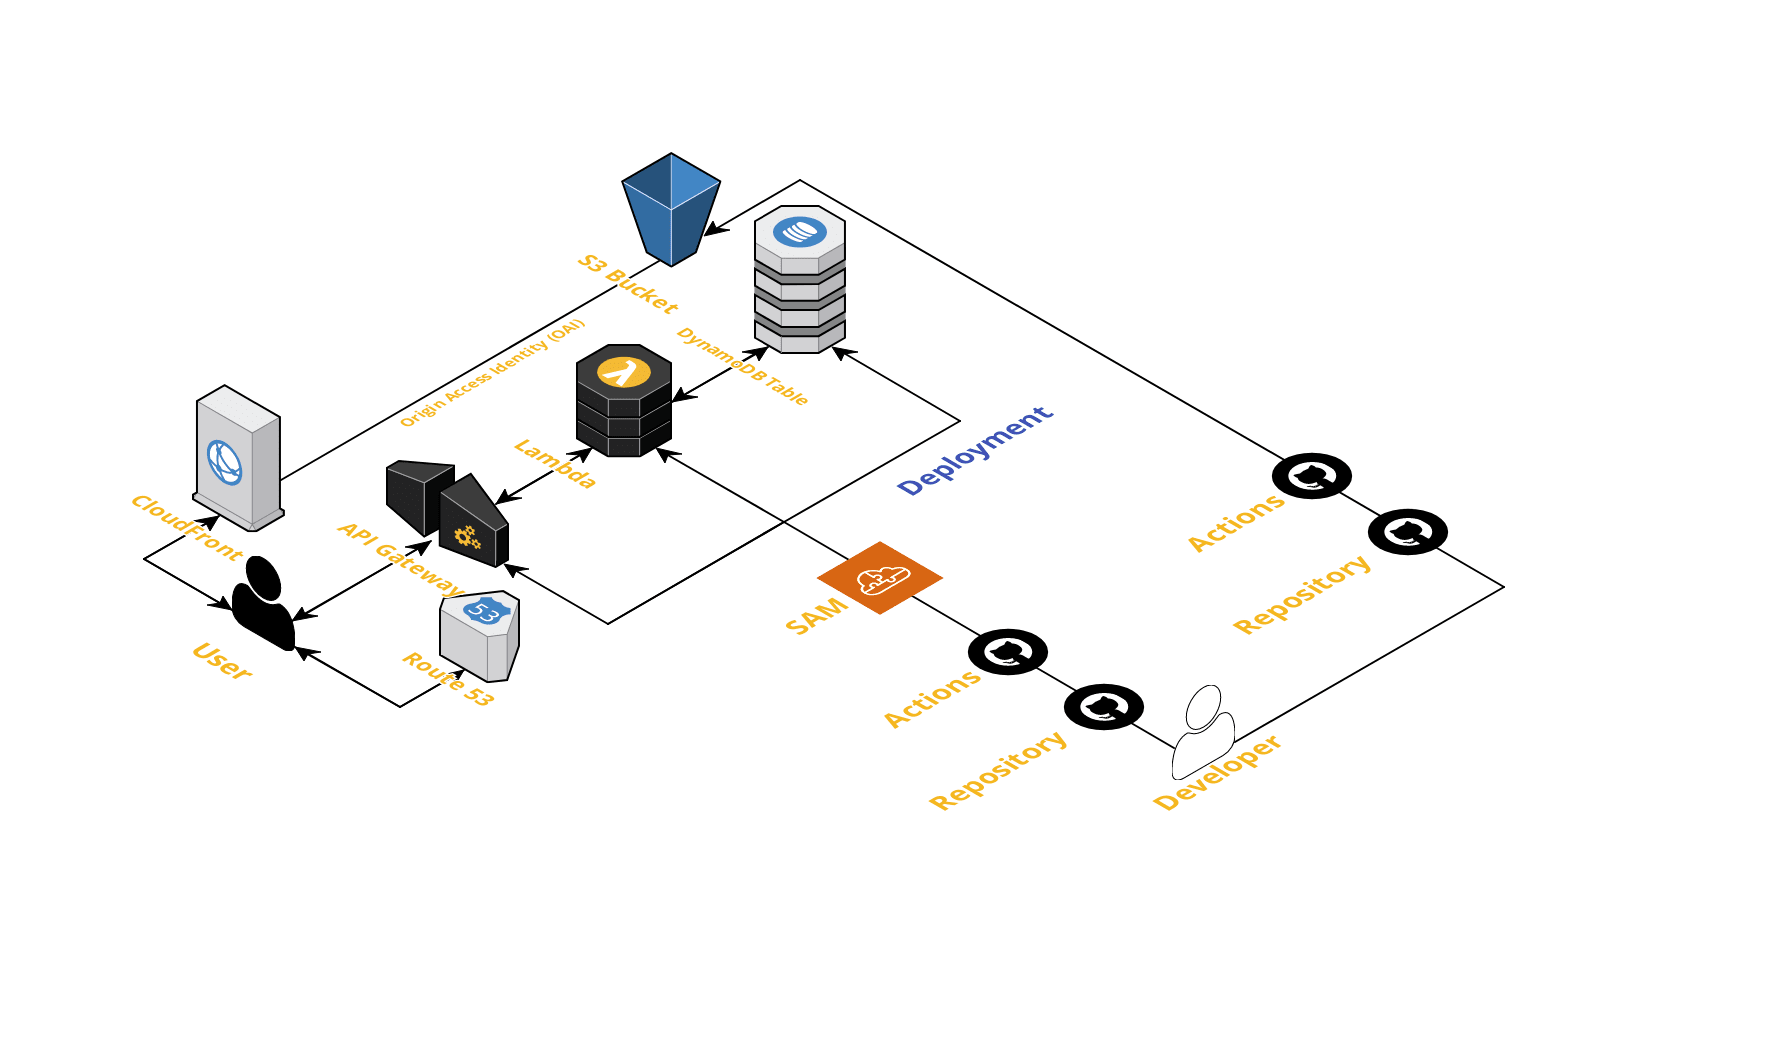 S3 Bucket
DynamoDB Table
Origin Access Identity (OAI)
Lambda
Deployment
CloudFront
API Gateway
53
Route 53
User
Actions
Repository
SAM
Actions
Repository
Developer